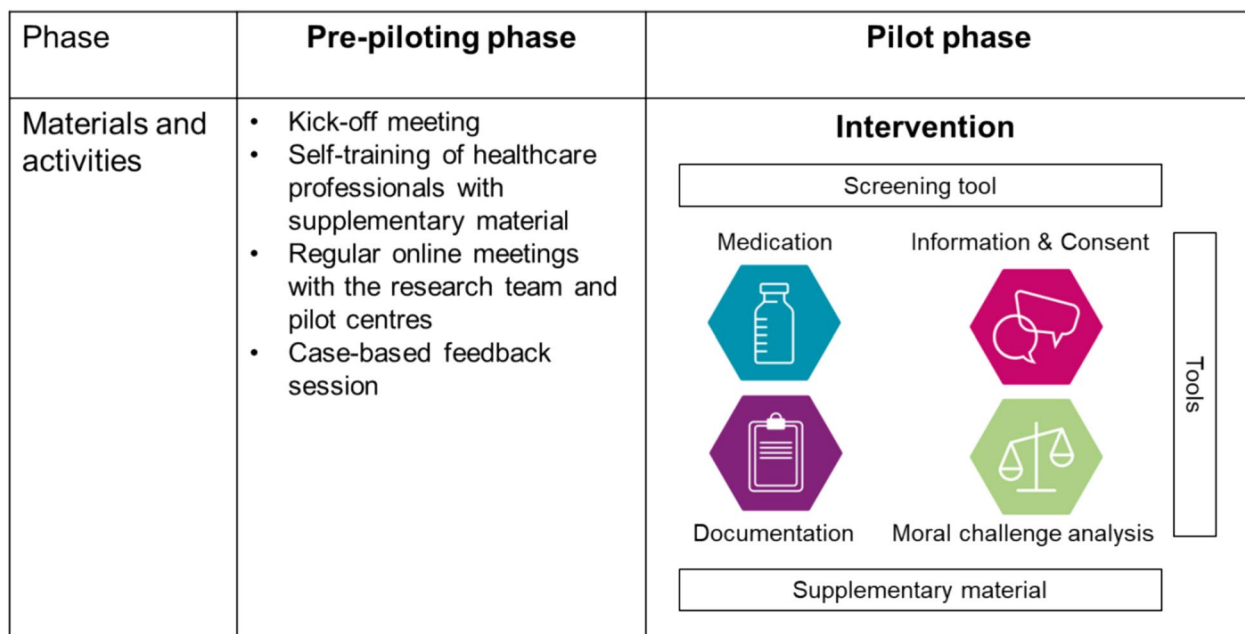 Phase
Pre-piloting phase
Pilot phase
Materials and
activities
• Kick-off meeting
• Self-training of healthcare
professionals with
supplementary material
• Regular online meetings
with the research team and
pilot centres
• Case-based feedback
session
Intervention
Screening tool
Medication
Information & Consent
Documentation
Moral challenge analysis
Tools
Supplementary material